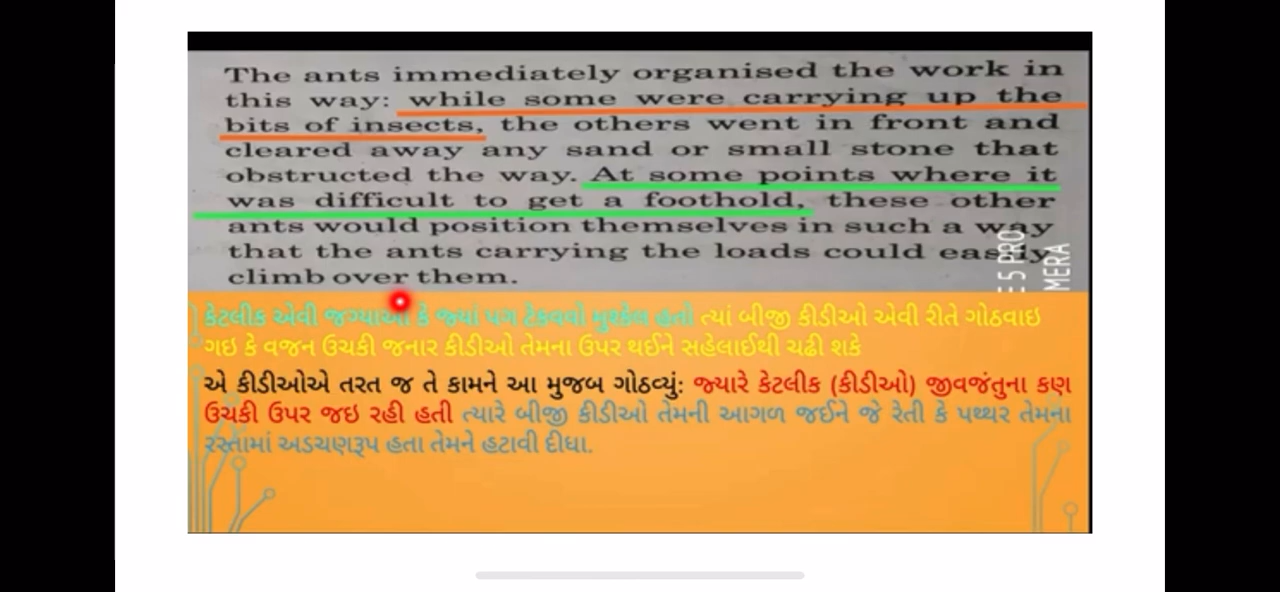 The ants immediately organised the work in
this way: while some were carrying up the
bits of insects, the others went in front and
cleared away any sand or small stone that
obstructed the way. At some points where it
was difficult to get a foothold, these other
ants would position themselves in such a way
that the ants carrying the loads could easily
climb over them.
E 5 PRO
MERA
કેટલીક એવી જગ્યાઓ કે જ્યાં પગ ટેકવવો મુશ્કેલ હતો ત્યાં બીજી કીડીઓ એવી રીતે ગોઠવાઇ
ગઇ કે વજન ઉચકી જનાર કીડીઓ તેમના ઉપર થઈને સહેલાઈથી ચઢી શકે
એ કીડીઓએ તરત જ તે કામને આ મુજબ ગોઠવ્યું: જ્યારે કેટલીક (કીડીઓ) જીવજંતુના કણ
ઉચકી ઉપર જઇ રહી હતી ત્યારે બીજી કીડીઓ તેમની આગળ જઈને જે રેતી કે પથ્થર તેમના
રસ્તામાં અડચણરૂપ હતા તેમને હટાવી દીધા.